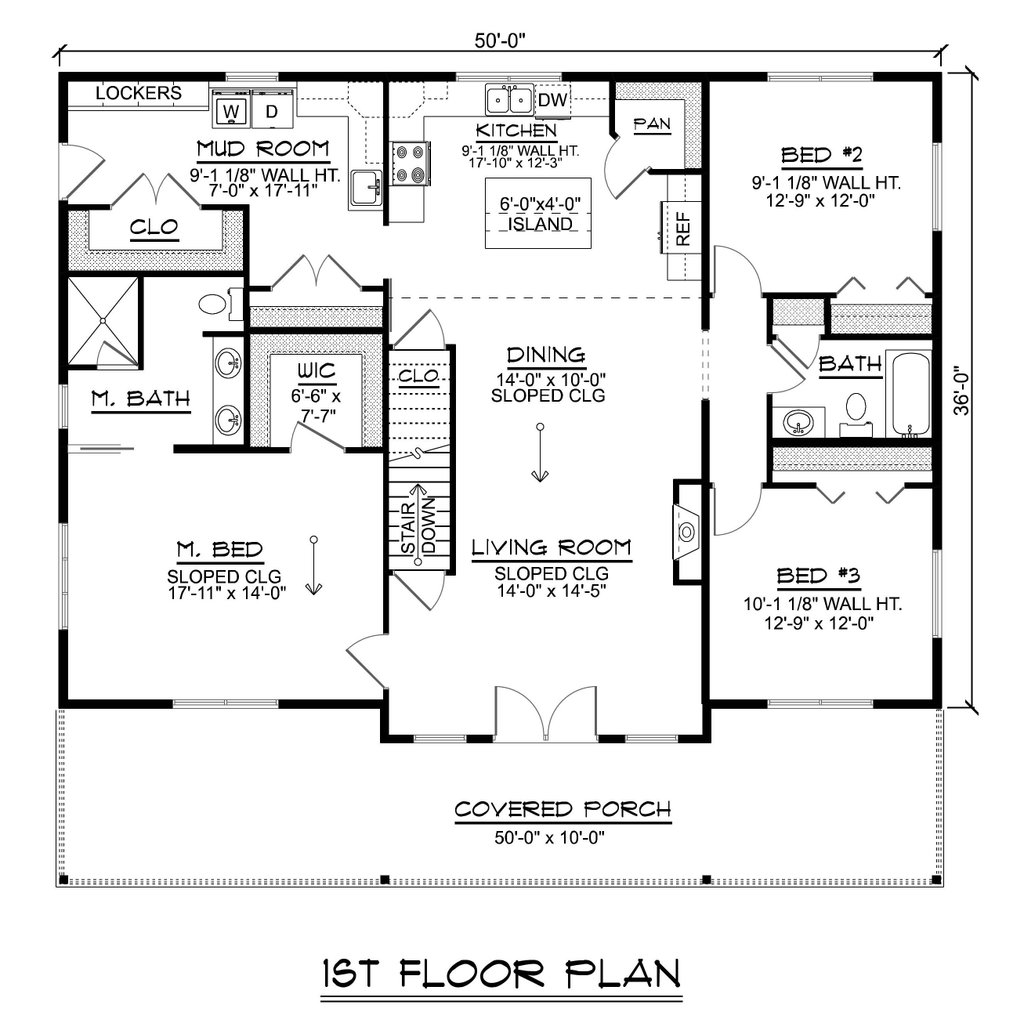 50'-0"
LOCKERS
W
D
MUD ROOM
9'-1 1/8" WALL HT.
7'-0" x 17'-11"
CLO
DW
KITCHEN
9'-1 1/8" WALL HT.
17'-10" x 12'-3"
6'-0"x4'-0"
ISLAND
PAN
REF
BED #2
9'-1 1/8" WALL HT.
12'-9" x 12'-0"
36'-0"
M. BATH
WIC
6'-6" x
7'-7"
CLO
DINING
14'-0" x 10'-0"
SLOPED CLG
BATH
STAIR
DOWN
M. BED
SLOPED CLG
17'-11" x 14'-0"
LIVING ROOM
SLOPED CLG
14'-0" x 14'-5"
BED #3
10'-1 1/8" WALL HT.
12'-9" x 12'-0"
COVERED PORCH
50'-0" x 10'-0"
1ST FLOOR PLAN